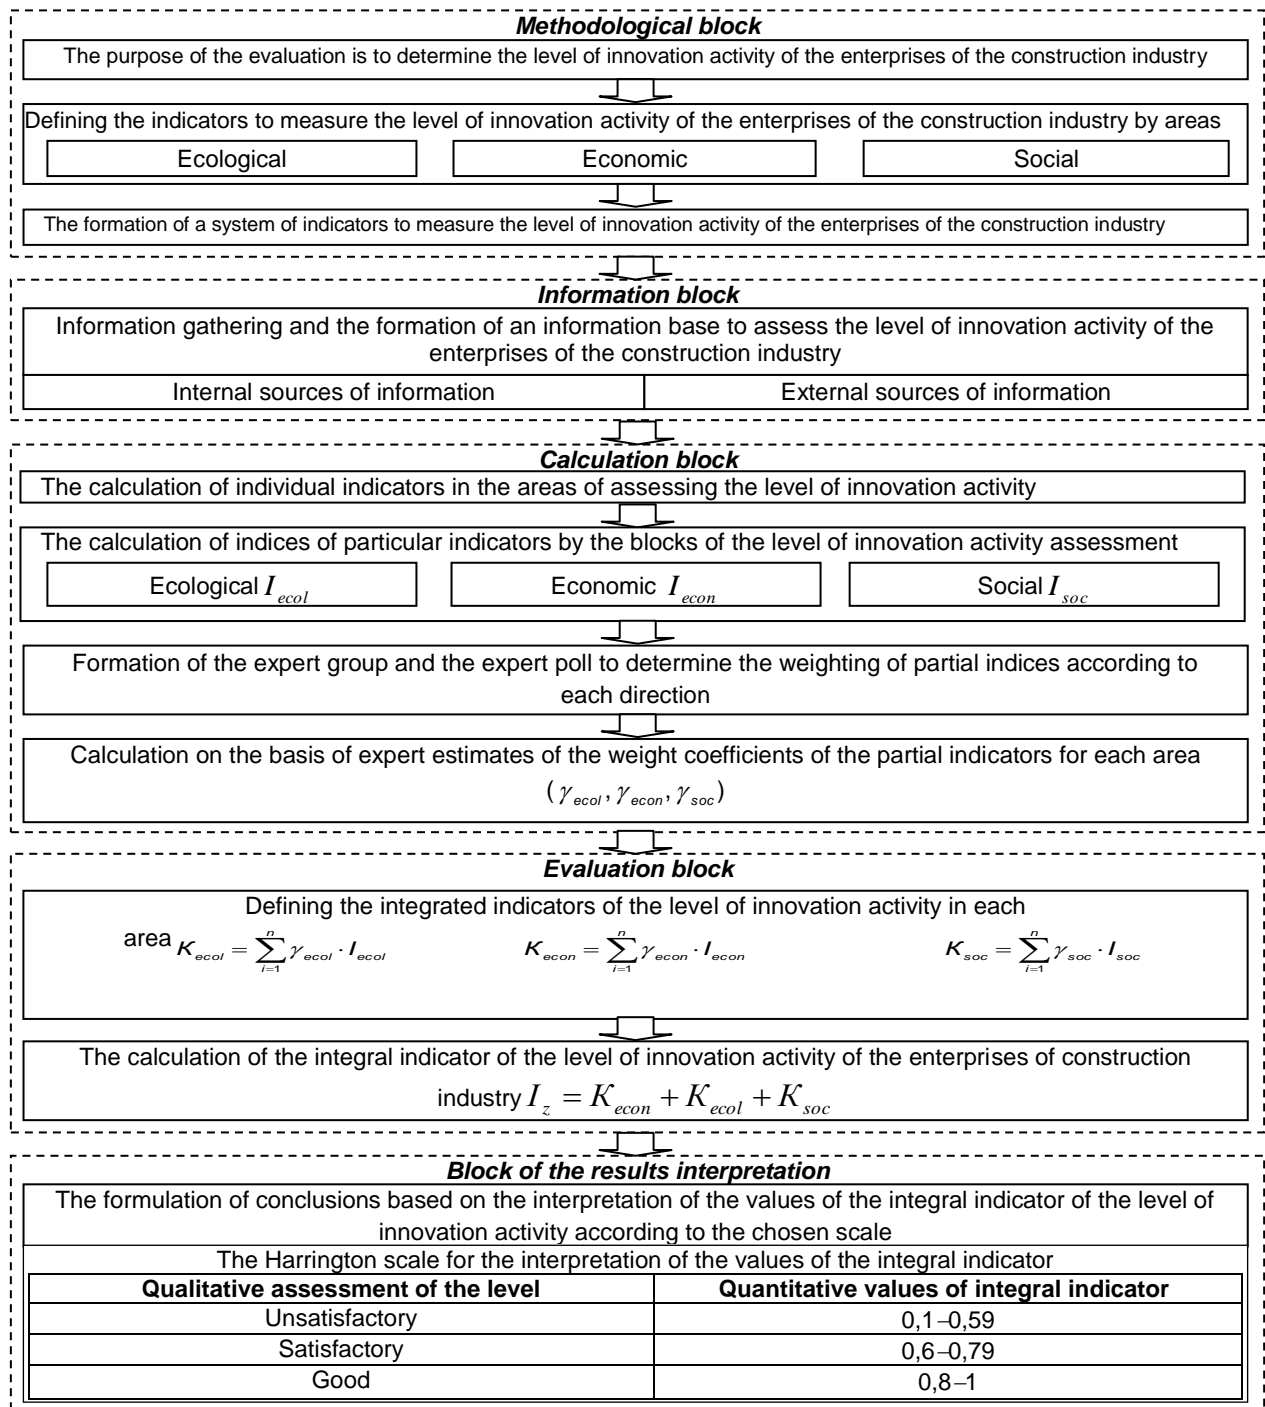 Methodological block
The purpose of the evaluation is to determine the level of innovation activity of the enterprises of the construction industry
Defining the indicators to measure the level of innovation activity of the enterprises of the construction industry by areas
Ecological
Economic
Social
The formation of a system of indicators to measure the level of innovation activity of the enterprises of the construction industry
Information block
Information gathering and the formation of an information base to assess the level of innovation activity of the
enterprises of the construction industry
Internal sources of information
External sources of information
Calculation block
The calculation of individual indicators in the areas of assessing the level of innovation activity
The calculation of indices of particular indicators by the blocks of the level of innovation activity assessment
Ecological I_ecol
Economic I_econ
Social I_soc
Formation of the expert group and the expert poll to determine the weighting of partial indices according to
each direction
Calculation on the basis of expert estimates of the weight coefficients of the partial indicators for each area
(γ_ecol, γ_econ, γ_soc)
Evaluation block
Defining the integrated indicators of the level of innovation activity in each
area K_ecol = ∑_{i=1}^{n} γ_ecol · I_ecol
K_econ = ∑_{i=1}^{n} γ_econ · I_econ
K_soc = ∑_{i=1}^{n} γ_soc · I_soc
The calculation of the integral indicator of the level of innovation activity of the enterprises of construction
industry I_z = K_econ + K_ecol + K_soc
Block of the results interpretation
The formulation of conclusions based on the interpretation of the values of the integral indicator of the level of
innovation activity according to the chosen scale
The Harrington scale for the interpretation of the values of the integral indicator
Qualitative assessment of the level
Quantitative values of integral indicator
Unsatisfactory
0,1–0,59
Satisfactory
0,6–0,79
Good
0,8–1